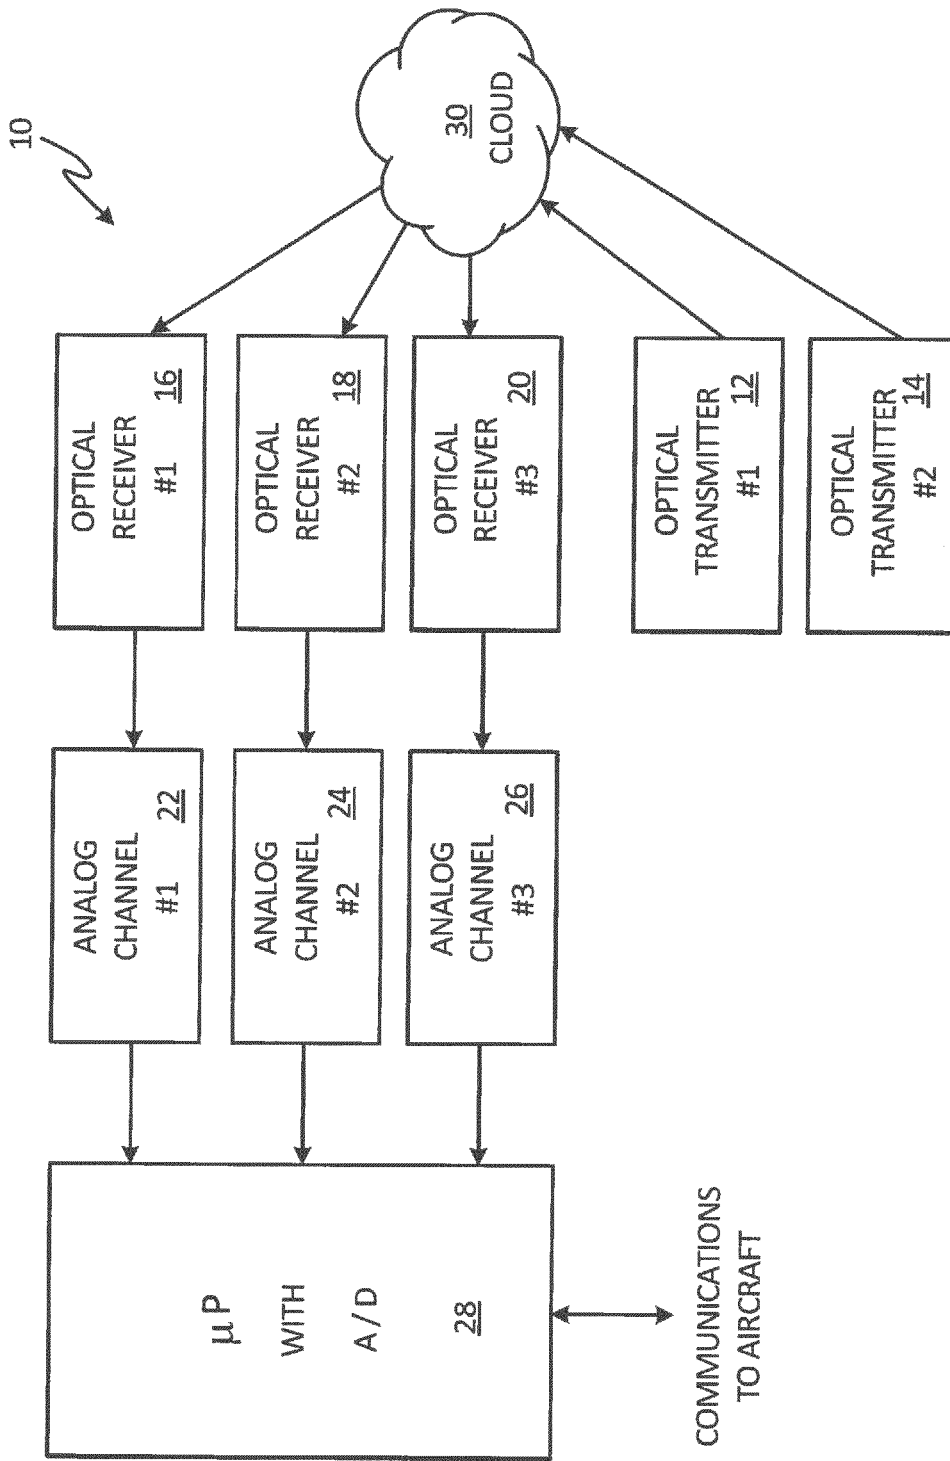 10
OPTICAL
RECEIVER
#1
16
OPTICAL
RECEIVER
#2
18
OPTICAL
RECEIVER
#3
20
OPTICAL
TRANSMITTER
#1
12
OPTICAL
TRANSMITTER
#2
14
30
CLOUD
ANALOG
CHANNEL
#1
22
ANALOG
CHANNEL
#2
24
ANALOG
CHANNEL
#3
26
μP
WITH
A/D
28
COMMUNICATIONS
TO AIRCRAFT